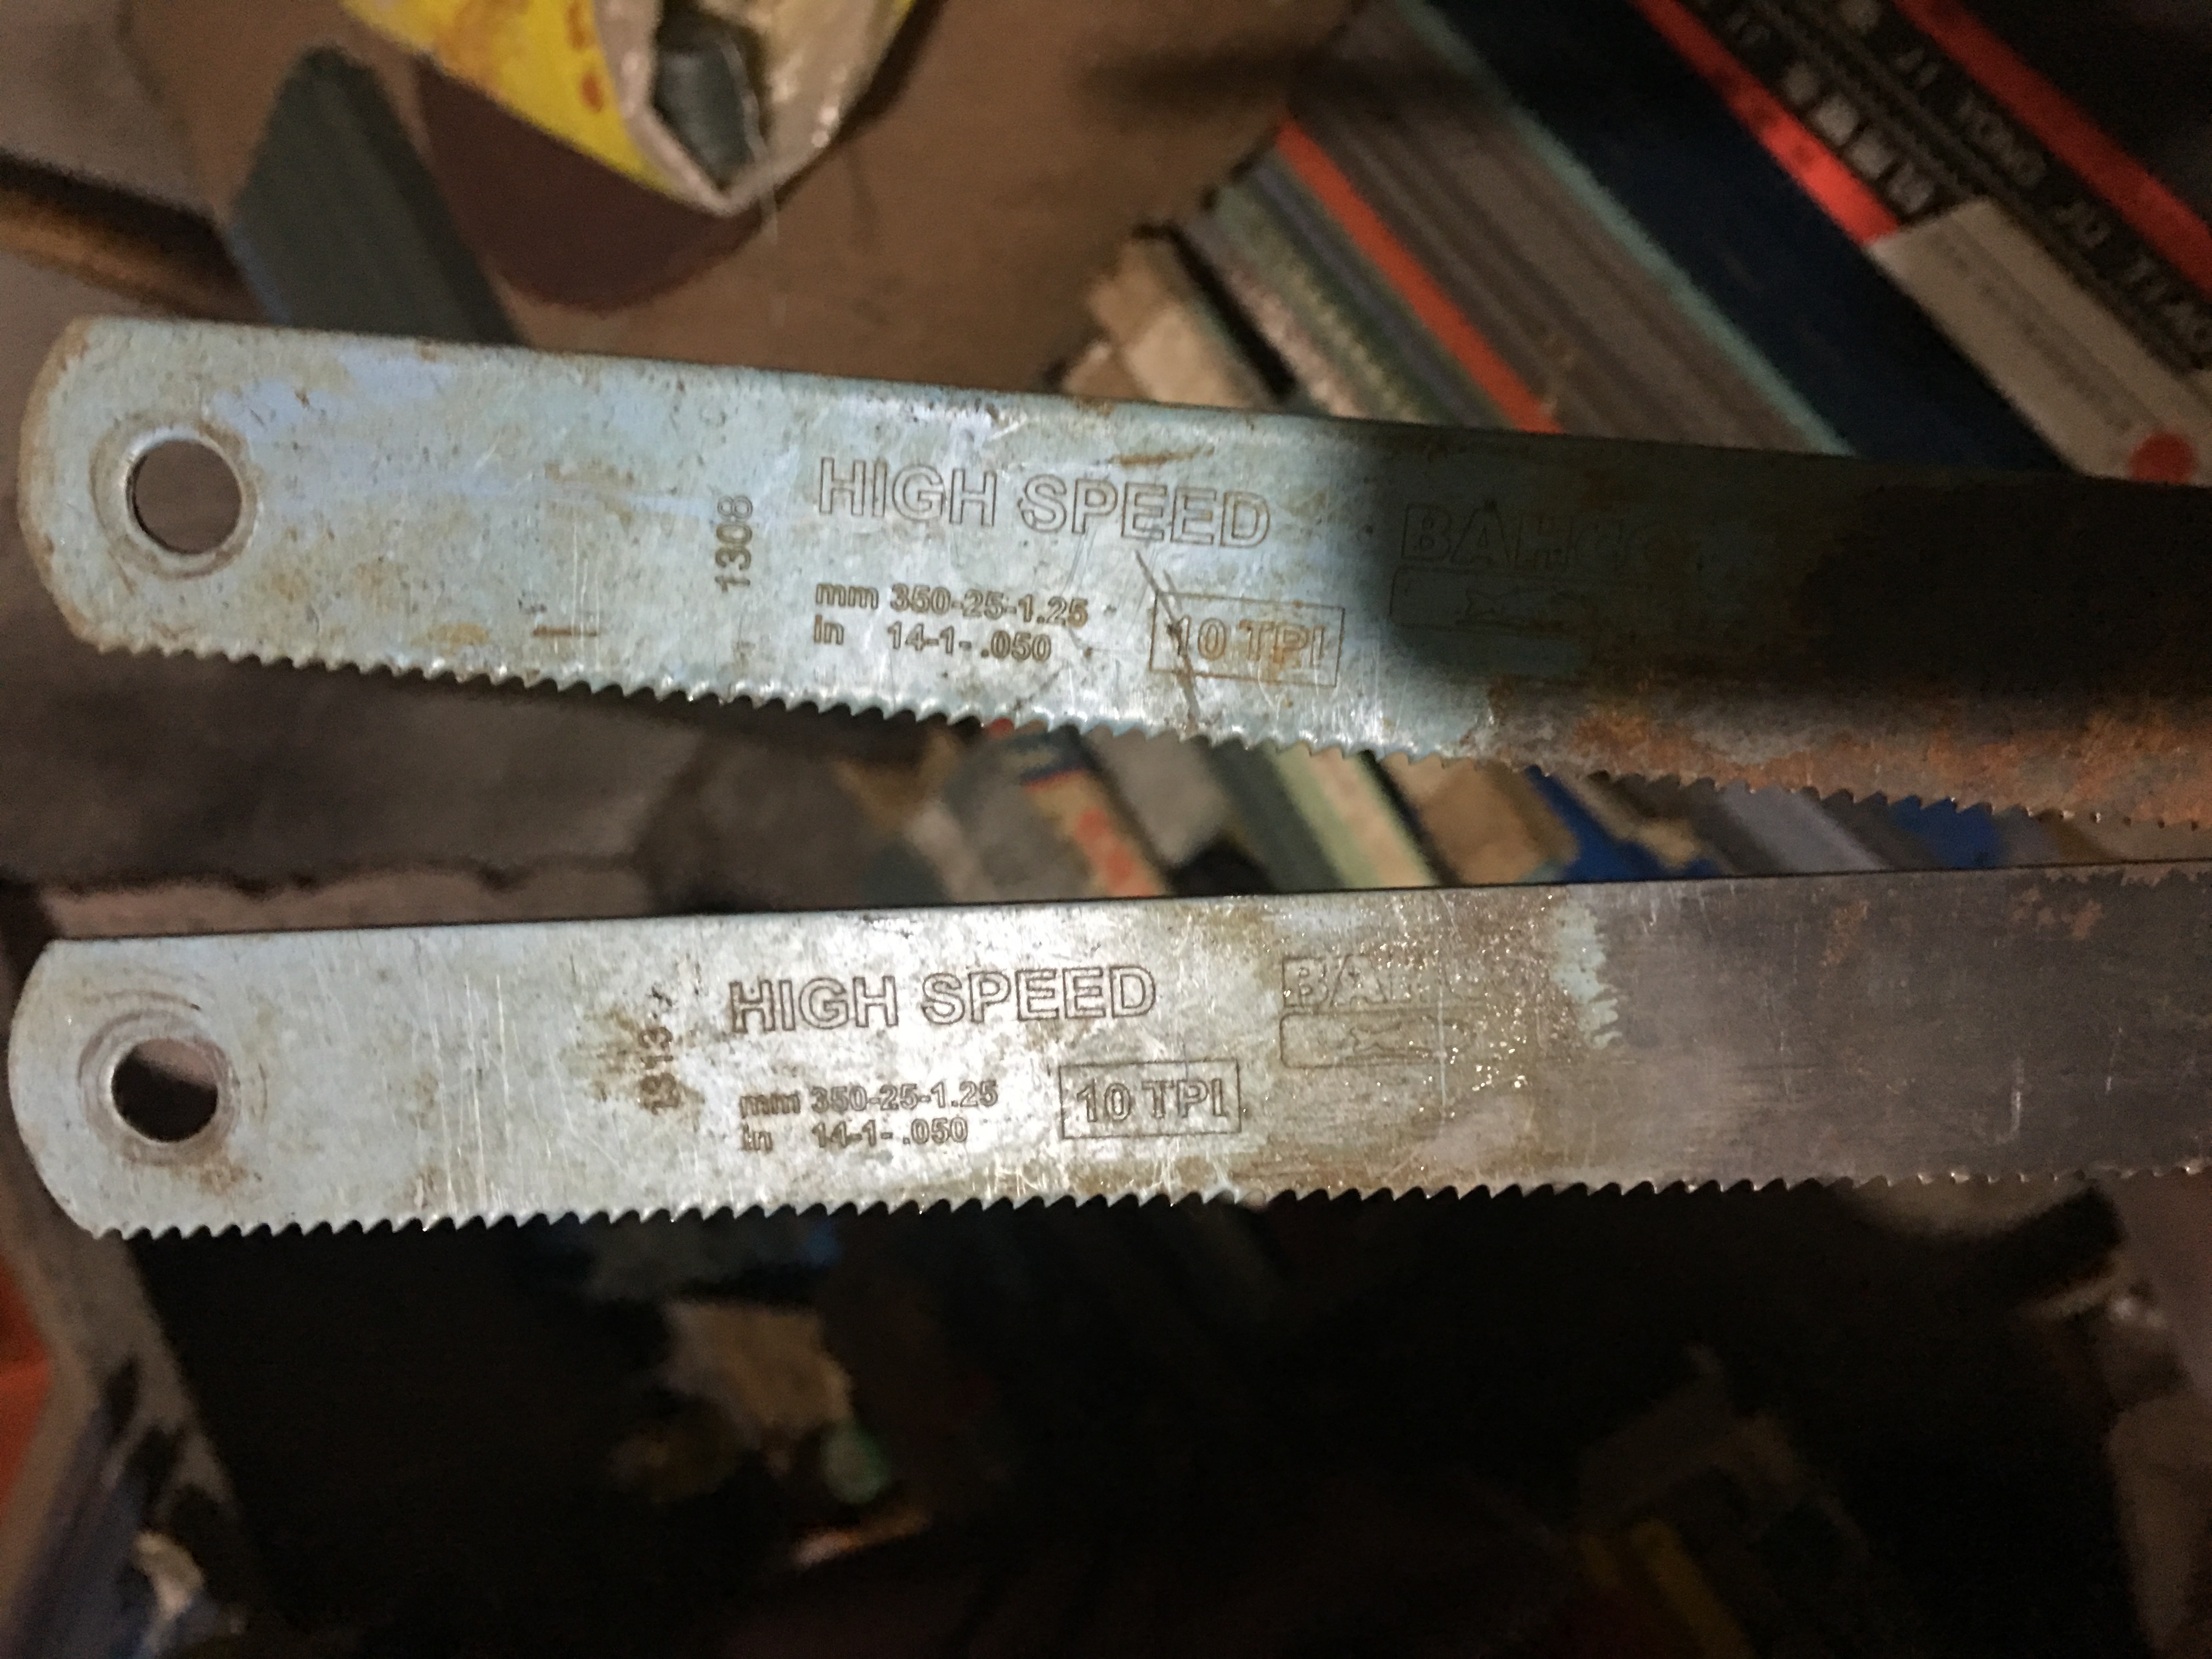 1308
HIGH SPEED
mm 350-25-1.25
in 14-1-.050
10 TPI
BAHCO
1313
HIGH SPEED
mm 350-25-1.25
in 14-1-.050
10 TPI